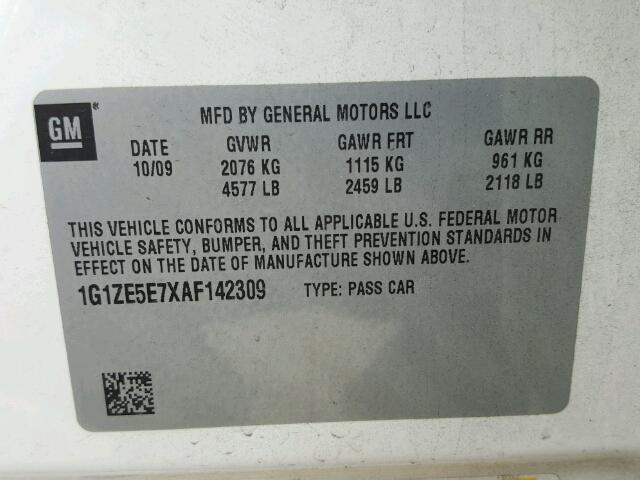 GM ®
MFD BY GENERAL MOTORS LLC
DATE GVWR GAWR FRT GAWR RR
10/09 2076 KG 1115 KG 961 KG
4577 LB 2459 LB 2118 LB
THIS VEHICLE CONFORMS TO ALL APPLICABLE U.S. FEDERAL MOTOR
VEHICLE SAFETY, BUMPER, AND THEFT PREVENTION STANDARDS IN
EFFECT ON THE DATE OF MANUFACTURE SHOWN ABOVE.
1G1ZE5E7XAF142309 TYPE: PASS CAR